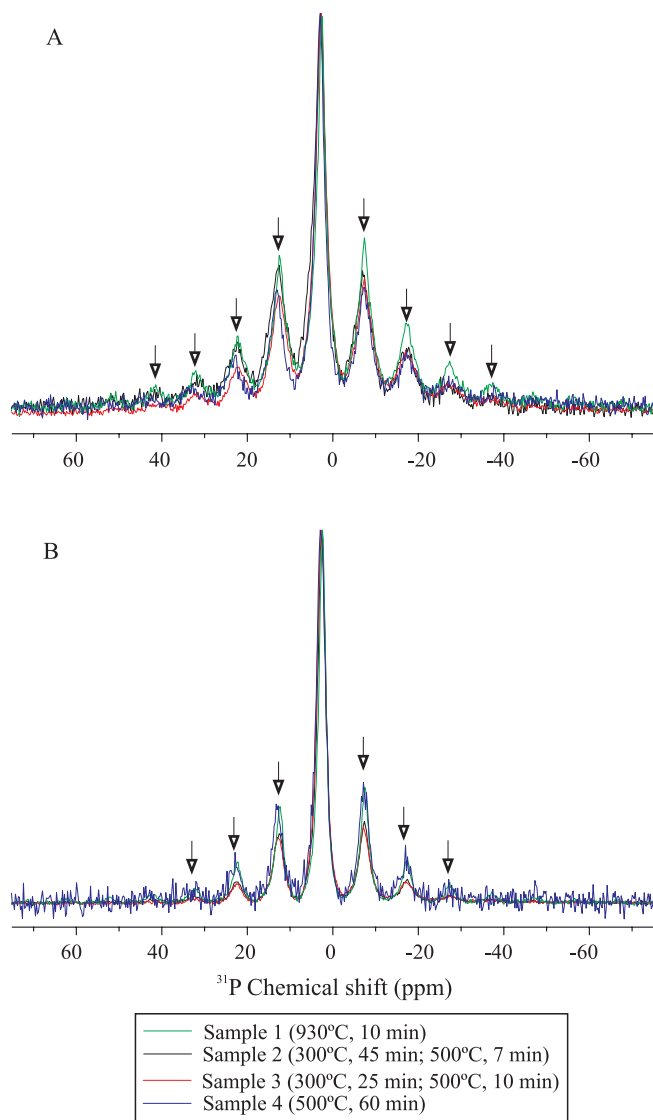 A
60 40 20 0 -20 -40 -60
B
60 40 20 0 -20 -40 -60
³¹P Chemical shift (ppm)
Sample 1 (930ºC, 10 min)
Sample 2 (300ºC, 45 min; 500ºC, 7 min)
Sample 3 (300ºC, 25 min; 500ºC, 10 min)
Sample 4 (500ºC, 60 min)